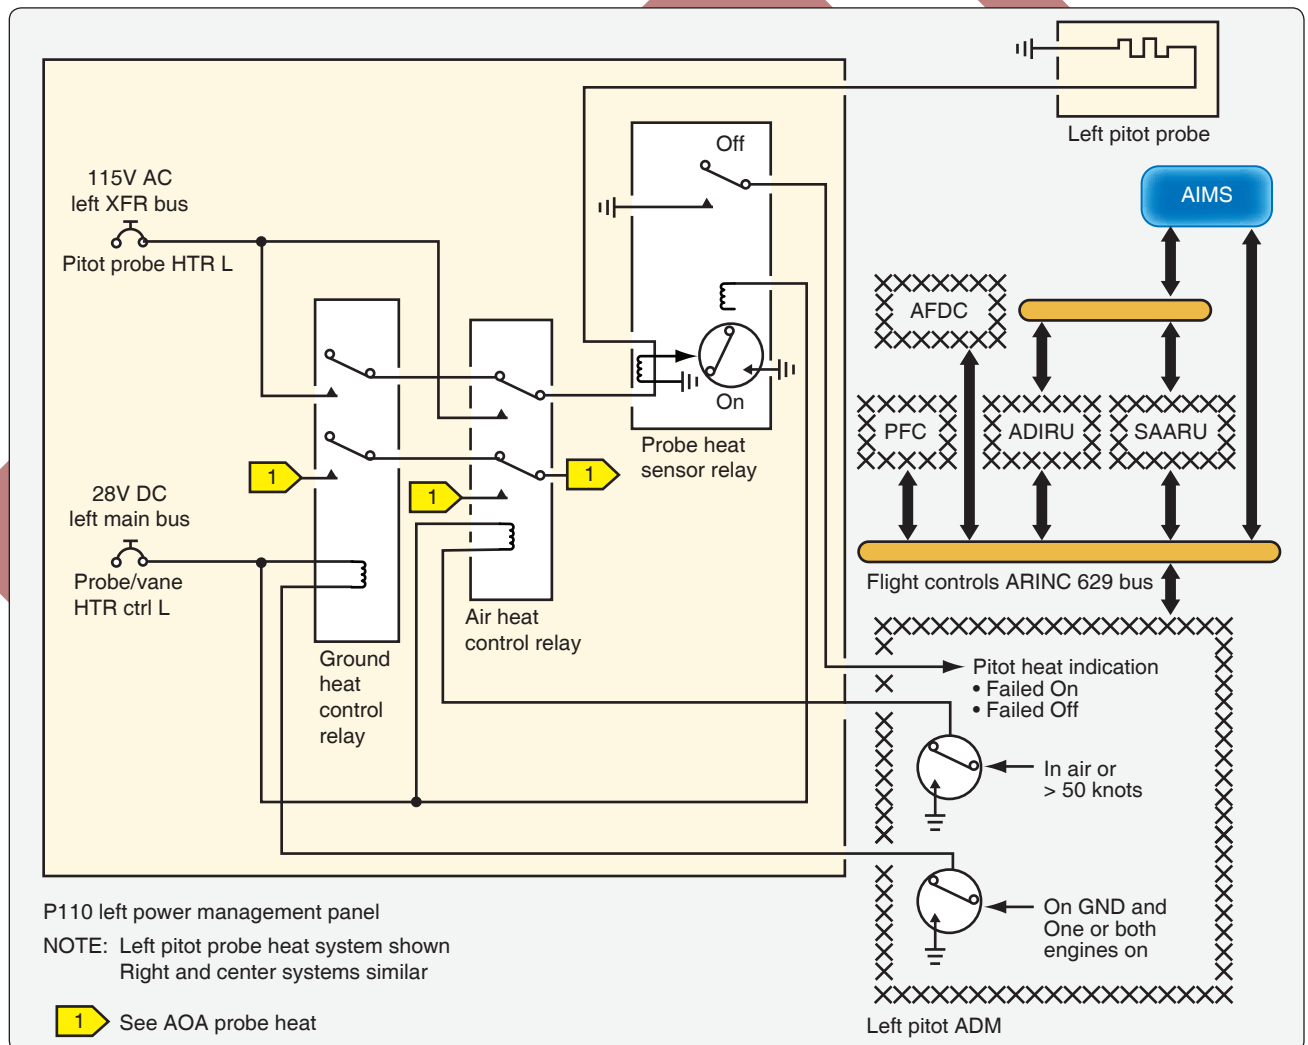 Left pitot probe
Off
115V AC
left XFR bus
Pitot probe HTR L
AIMS
AFDC
On
PFC
ADIRU
SAARU
Probe heat
sensor relay
1
1
1
28V DC
left main bus
Probe/vane
HTR ctrl L
Flight controls ARINC 629 bus
Air heat
control relay
Ground
heat
control
relay
Pitot heat indication
• Failed On
• Failed Off
In air or
> 50 knots
On GND and
One or both
engines on
P110 left power management panel
NOTE: Left pitot probe heat system shown
Right and center systems similar
1 See AOA probe heat
Left pitot ADM